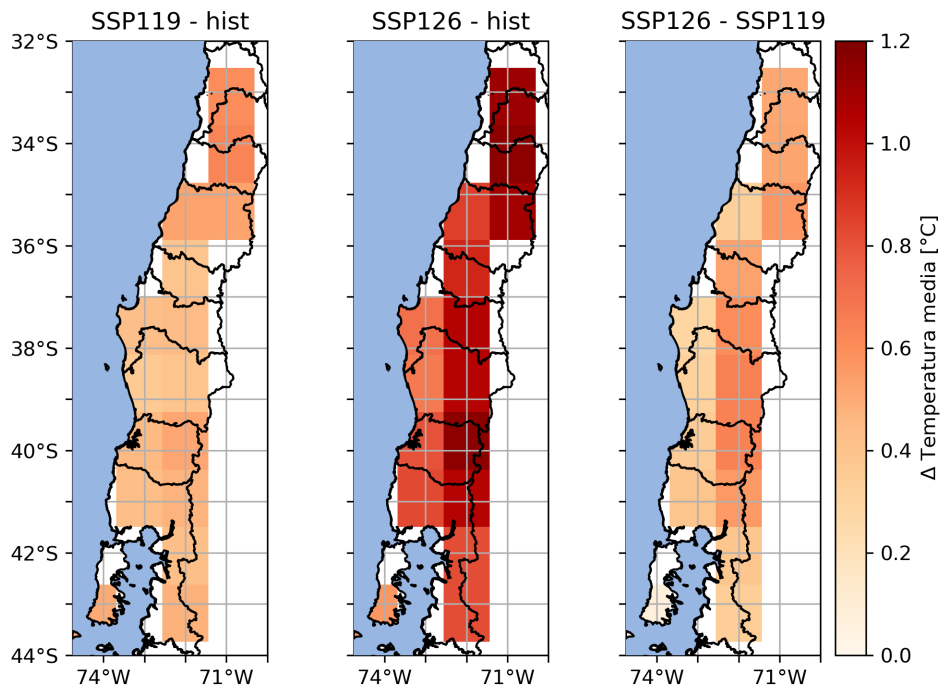 SSP119 - hist
SSP126 - hist
SSP126 - SSP119
32°S
34°S
36°S
38°S
40°S
42°S
44°S
74°W 71°W
74°W 71°W
74°W 71°W
1.2
1.0
0.8
0.6
0.4
0.2
0.0
Δ Temperatura media [°C]